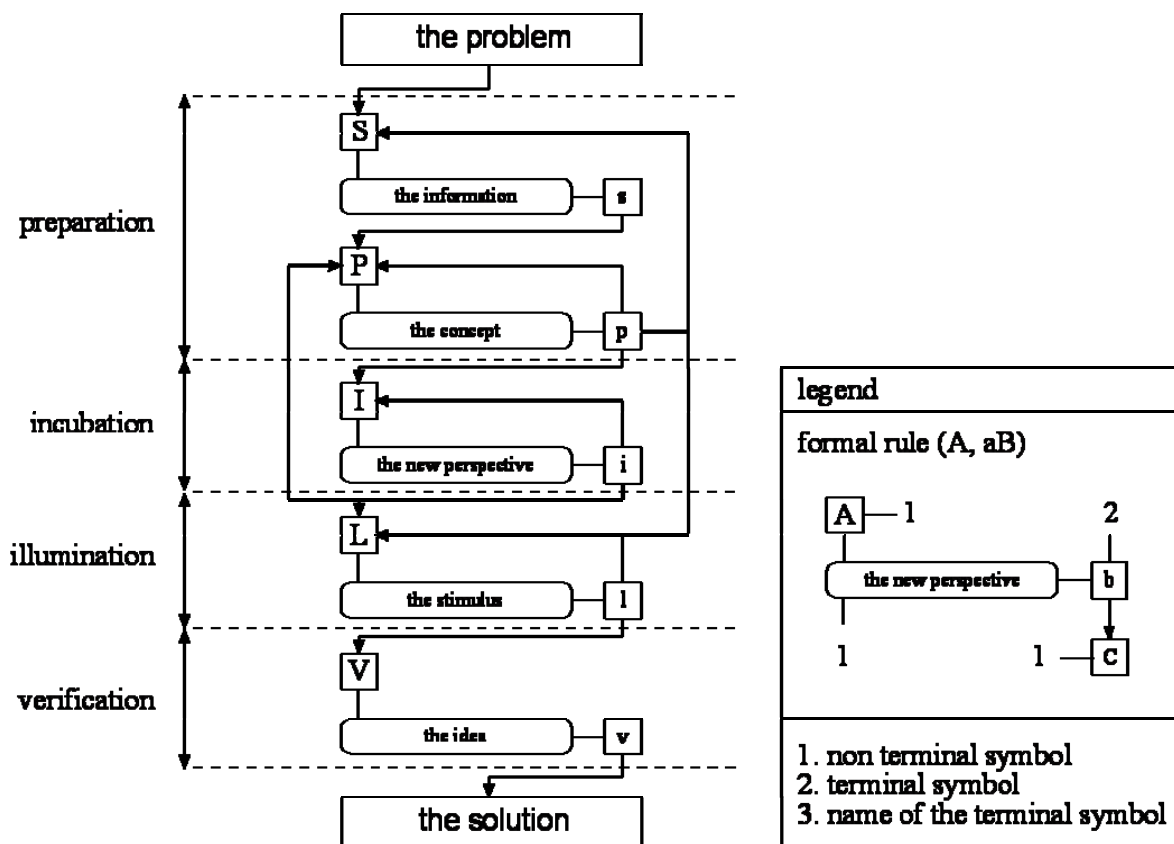 the problem
S
the information
s
preparation
P
the concept
p
I
incubation
the new perspective
i
L
illumination
the stimulus
l
V
verification
the idea
v
the solution
legend
formal rule (A, aB)
A
1
2
the new perspective
b
1
1
C
1. non terminal symbol
2. terminal symbol
3. name of the terminal symbol